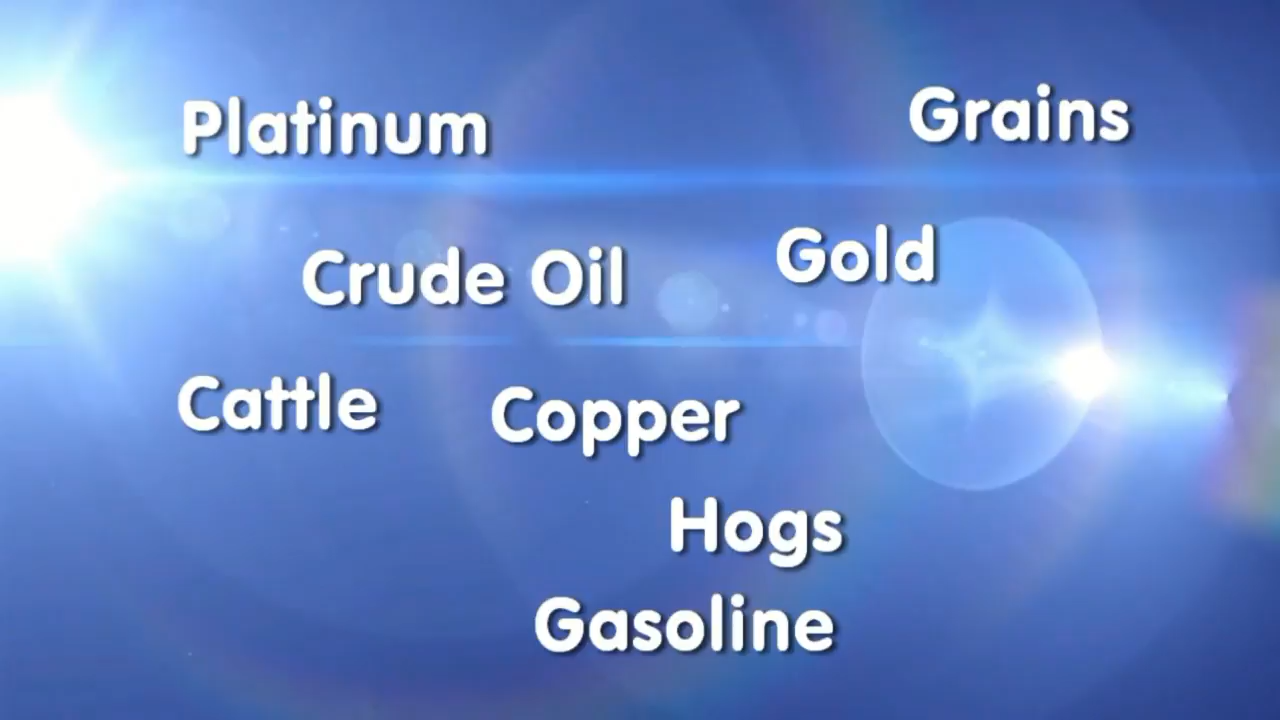 Platinum
Grains
Crude Oil
Gold
Cattle
Copper
Hogs
Gasoline